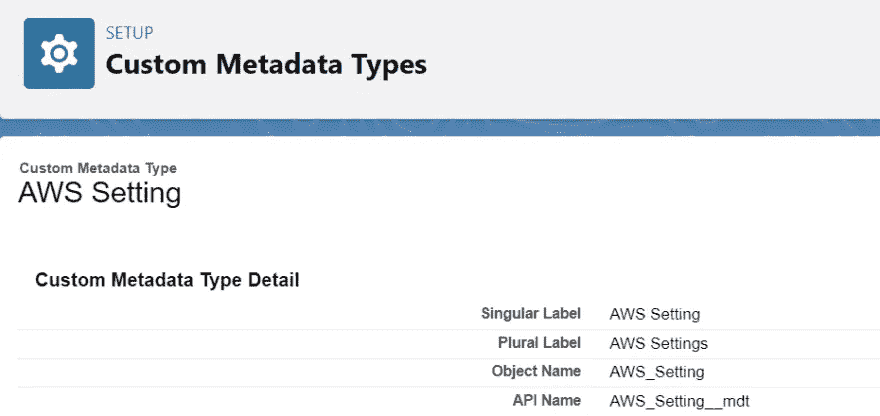 SETUP
Custom Metadata Types
Custom Metadata Type
AWS Setting
Custom Metadata Type Detail
Singular Label AWS Setting
Plural Label AWS Settings
Object Name AWS_Setting
API Name AWS_Setting__mdt